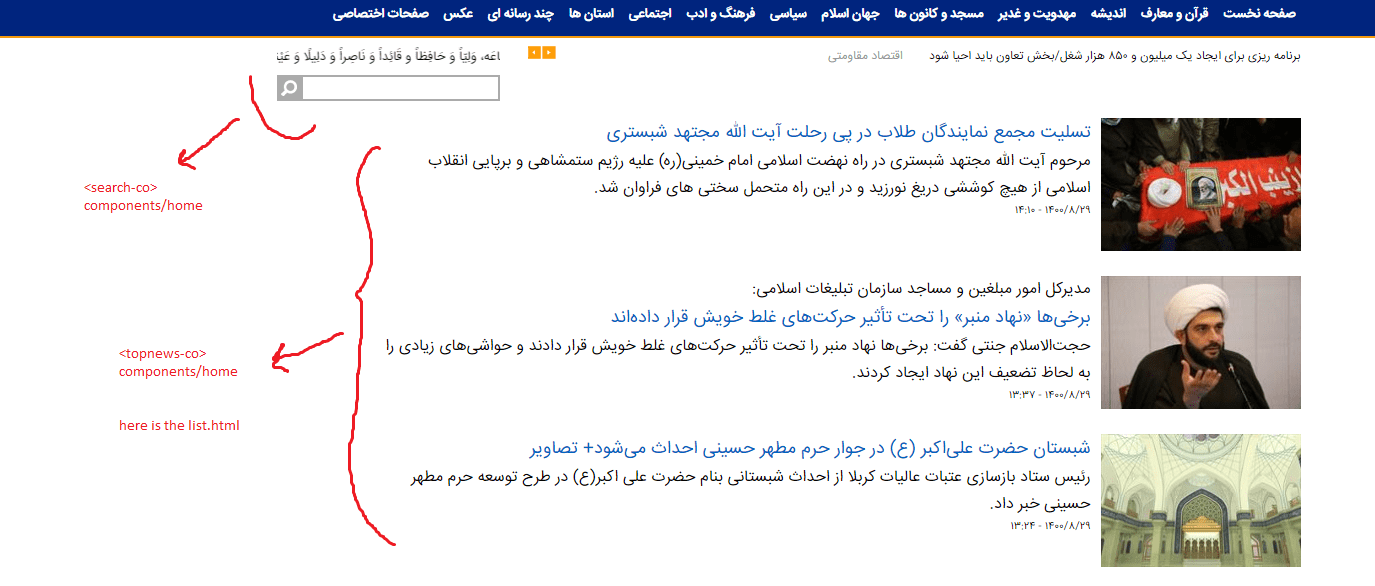 صفحه نخست قرآن و معارف اندیشه مهدویت و غدیر مسجد و کانون ها جهان اسلام سیاسی فرهنگ و ادب اجتماعی استان ها چند رسانه ای عکس صفحات اختصاصی
برنامه ریزی برای ایجاد یک میلیون و ۸۵۰ هزار شغل/بخش تعاون باید احیا شود اقتصاد مقاومتی
اعَه، وَلِیّاً وَ حَافِظاً وَ قَائِداً وَ نَاصِراً وَ دَلِیلًا وَ
تسلیت مجمع نمایندگان طلاب در پی رحلت آیت الله مجتهد شبستری
مرحوم آیت الله مجتهد شبستری در راه نهضت اسلامی امام خمینی(ره) علیه رژیم ستمشاهی و برپایی انقلاب
اسلامی از هیچ کوششی دریغ نورزید و در این راه متحمل سختی های فراوان شد.
۱۴۰۰/۸/۲۹ - ۱۴:۱۰
<search-co>
components/home
مدیرکل امور مبلغین و مساجد سازمان تبلیغات اسلامی:
برخی‌ها «نهاد منبر» را تحت تأثیر حرکت‌های غلط خویش قرار داده‌اند
حجت‌الاسلام جنتی گفت: برخی‌ها نهاد منبر را تحت تأثیر حرکت‌های غلط خویش قرار دادند و حواشی‌های زیادی را
به لحاظ تضعیف این نهاد ایجاد کردند.
۱۴۰۰/۸/۲۹ - ۱۳:۳۷
<topnews-co>
components/home
here is the list.html
شبستان حضرت علی‌اکبر (ع) در جوار حرم مطهر حسینی احداث می‌شود+ تصاویر
رئیس ستاد بازسازی عتبات عالیات کربلا از احداث شبستانی بنام حضرت علی اکبر(ع) در طرح توسعه حرم مطهر
حسینی خبر داد.
۱۴۰۰/۸/۲۹ - ۱۳:۲۴